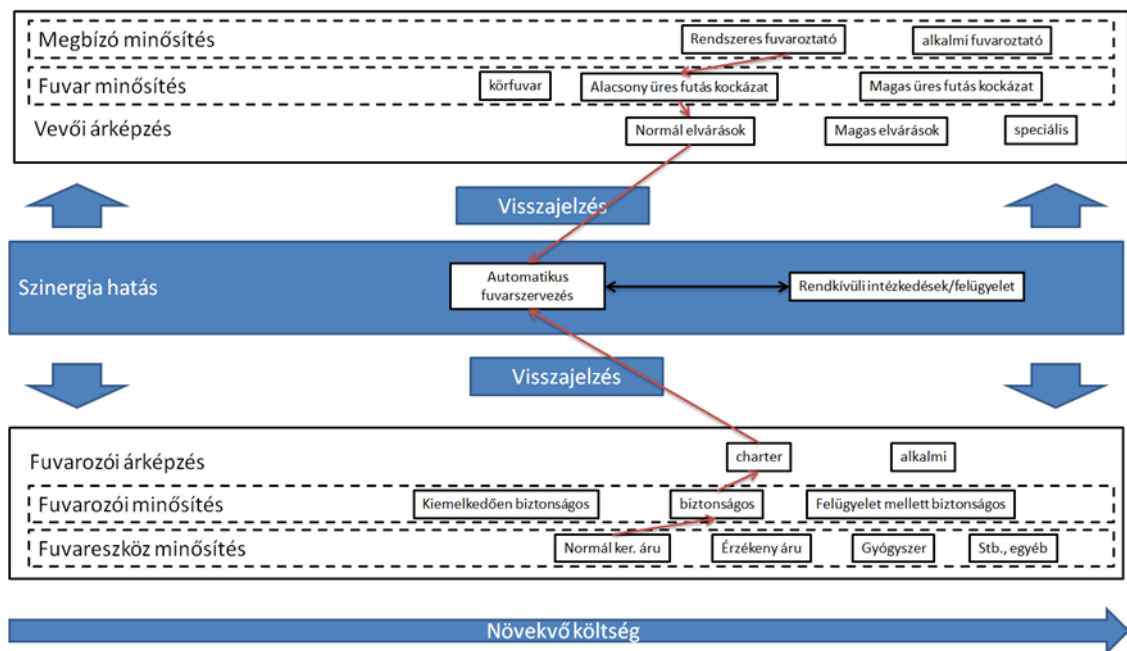 Megbízó minősítés
Rendszeres fuvaroztató
alkalmi fuvaroztató
Fuvar minősítés
körfuvar
Alacsony üres futás kockázat
Magas üres futás kockázat
Vevői árképzés
Normál elvárások
Magas elvárások
speciális
Visszajelzés
Szinergia hatás
Automatikus
fuvarszervezés
Rendkívüli intézkedések/felügyelet
Visszajelzés
Fuvarozói árképzés
charter
alkalmi
Fuvarozói minősítés
Kiemelkedően biztonságos
biztonságos
Felügyelet mellett biztonságos
Fuvareszköz minősítés
Normál ker. áru
Érzékeny áru
Gyógyszer
Stb., egyéb
Növekvő költség